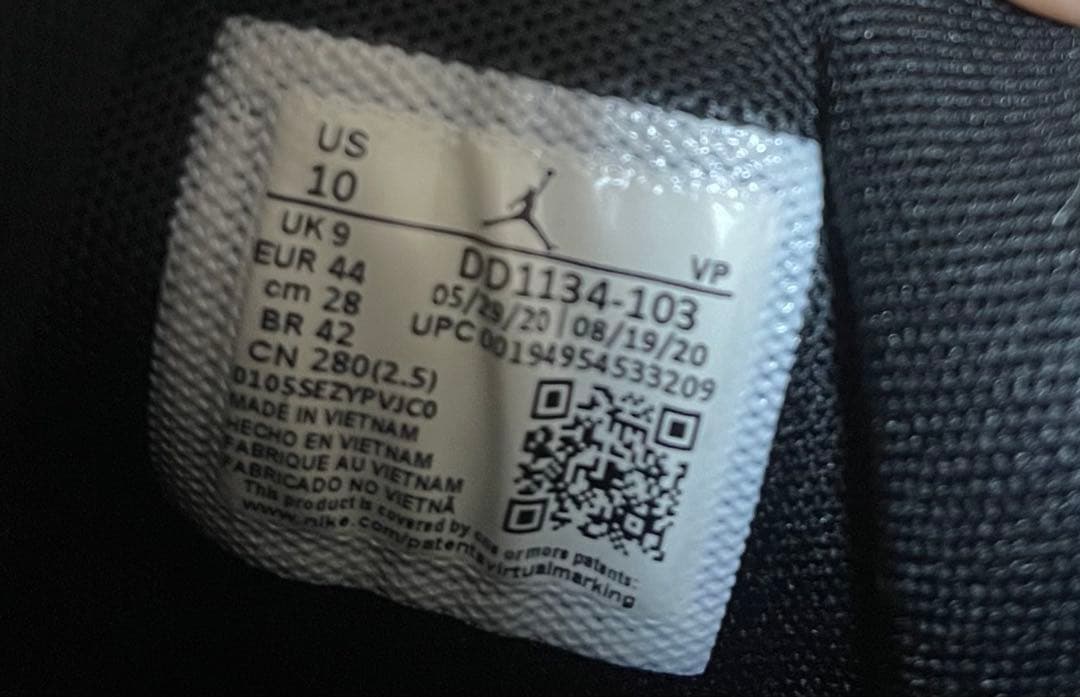 US
10
UK 9
EUR 44
cm 28
BR 42
CN 280(2.5)
0105SEZYPVJC0
MADE IN VIETNAM
HECHO EN VIETNAM
FABRIQUE AU VIETNAM
FABRICADO NO VIETNÃ
This product is covered by one or more patents:
www.nike.com/patentsvirtualmarking
VP
DD1134-103
05/29/20 08/19/20
UPC 00194954533209